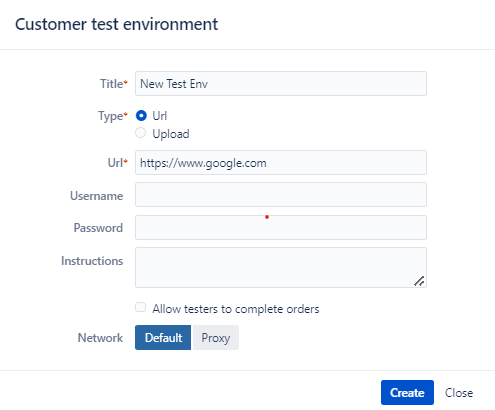 Customer test environment
Title* New Test Env
Type* Url
Upload
Url* https://www.google.com
Username
Password
Instructions
Allow testers to complete orders
Network Default Proxy
Create Close